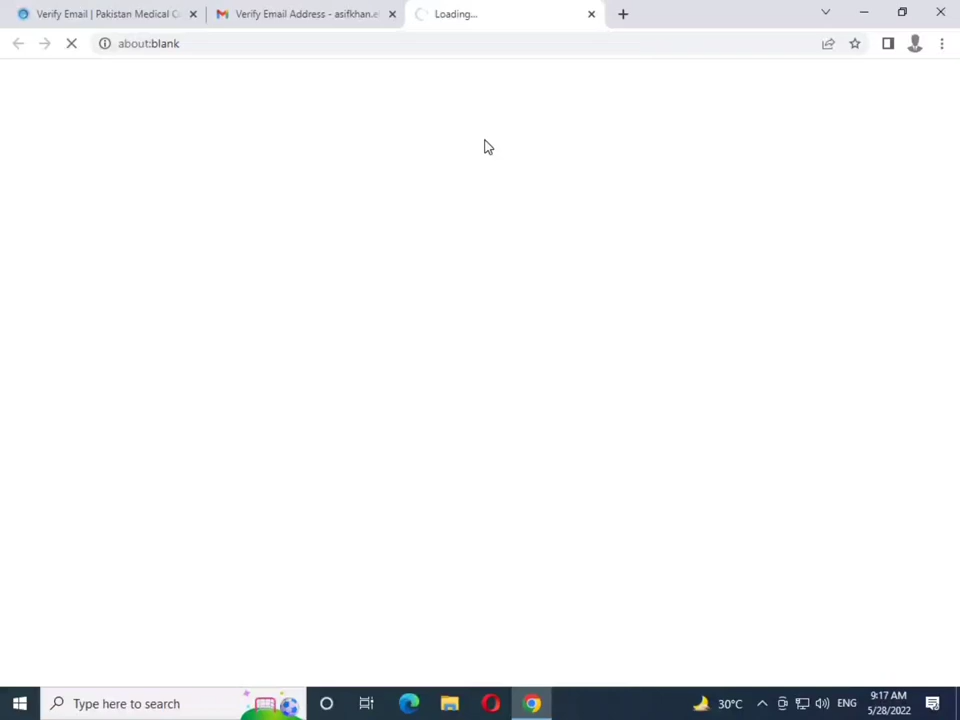 Verify Email | Pakistan Medical C
Verify Email Address - asifkhan.e
Loading...
about:blank
Type here to search
30°C
ENG
9:17 AM
5/28/2022